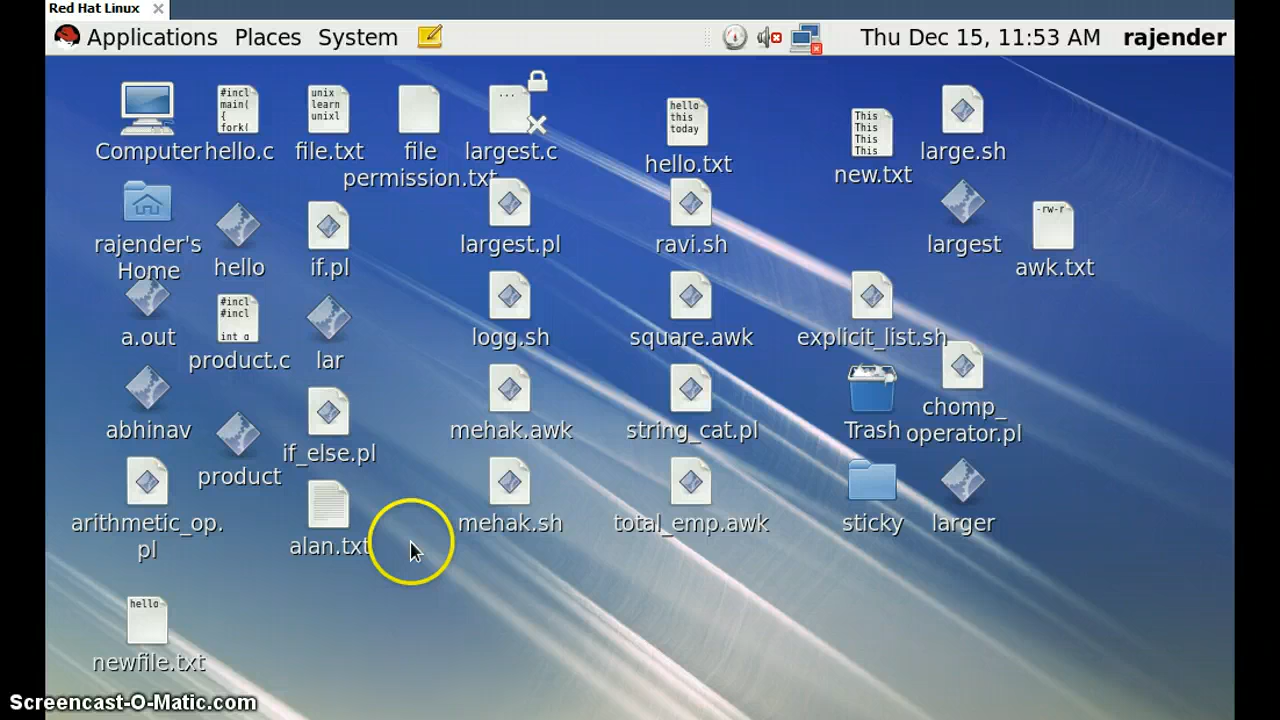 Red Hat Linux
Applications Places System
Thu Dec 15, 11:53 AM rajender
Computer
#incl
main(
{
fork(
hello.c
unix
learn
unixl
file.txt
file
permission.txt
...
largest.c
hello
this
today
hello.txt
This
This
This
This
new.txt
large.sh
rajender's
Home
hello
if.pl
largest.pl
ravi.sh
largest
-rw-r
awk.txt
a.out
#incl
#incl
int a
product.c
lar
logg.sh
square.awk
explicit_list.sh
abhinav
product
if_else.pl
mehak.awk
string_cat.pl
Trash
chomp_
operator.pl
arithmetic_op.
pl
alan.txt
mehak.sh
total_emp.awk
sticky
larger
hello
newfile.txt
Screencast-O-Matic.com